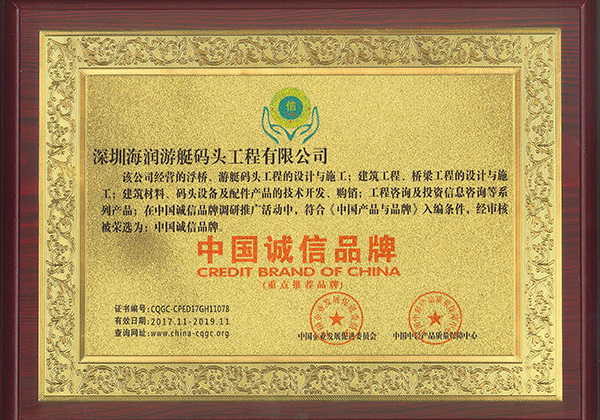 信
深圳海润游艇码头工程有限公司
该公司经营的浮桥、游艇码头工程的设计与施工；建筑工程、桥梁工程的设计与施
工；建筑材料、码头设备及配件产品的技术开发、购销；工程咨询及投资信息咨询等系
列产品；在中国诚信品牌调研推广活动中，符合《中国产品与品牌》入编条件，经审核
被荣选为：中国诚信品牌。
中国诚信品牌
CREDIT BRAND OF CHINA
(重点推荐品牌)
证书编号:CQGC-CPED17GH11078
有效日期:2017.11-2019.11
查询网址:www.china-cqgc.org
中国企业发展促进委员会
中国中轻产品质量保障中心